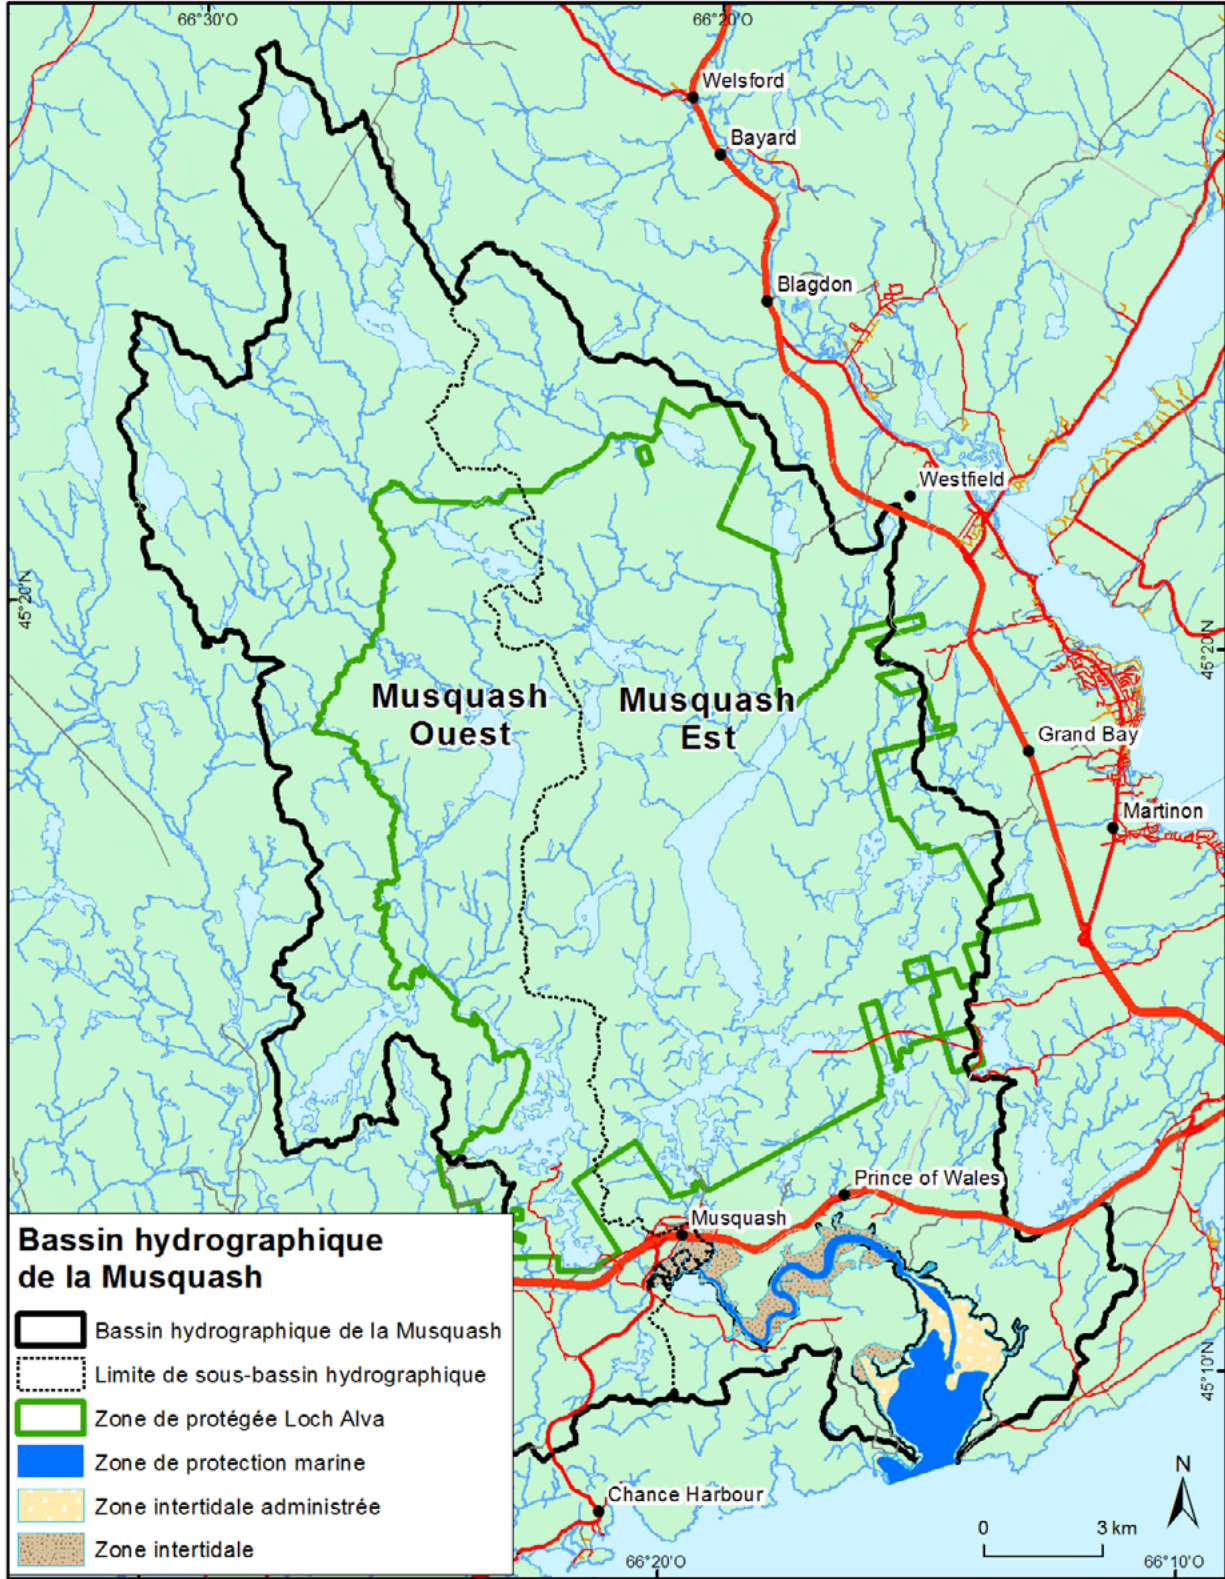 66°30'O
66°20'O
Welsford
Bayard
Blagdon
Westfield
45°20'N
45°20'N
Musquash
Ouest
Musquash
Est
Grand Bay
Martinon
Prince of Wales
Musquash
Bassin hydrographique
de la Musquash
Bassin hydrographique de la Musquash
Limite de sous-bassin hydrographique
Zone de protégée Loch Alva
Zone de protection marine
Zone intertidale administrée
Zone intertidale
45°10'N
Chance Harbour
N
0 3 km
66°20'O
66°10'O